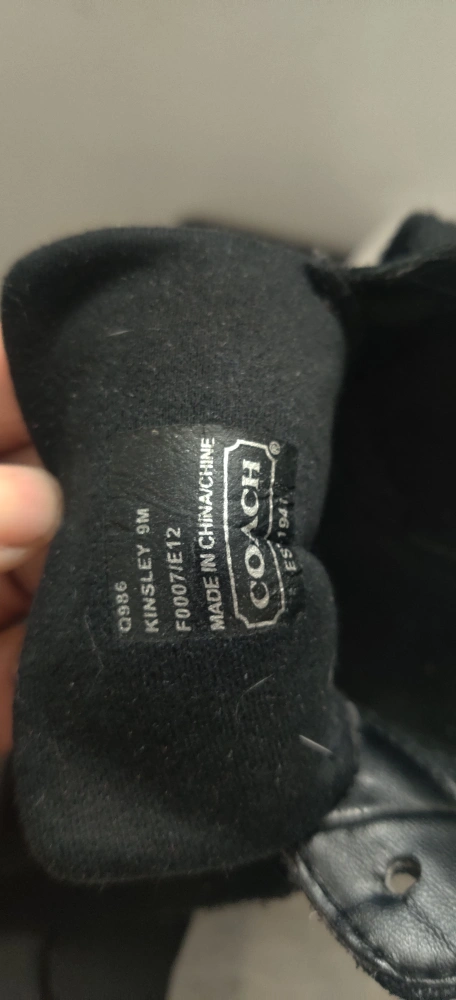 COACH®
EST. 1941
MADE IN CHINA/CHINE
F0007/E12
KINSLEY 9M
Q986